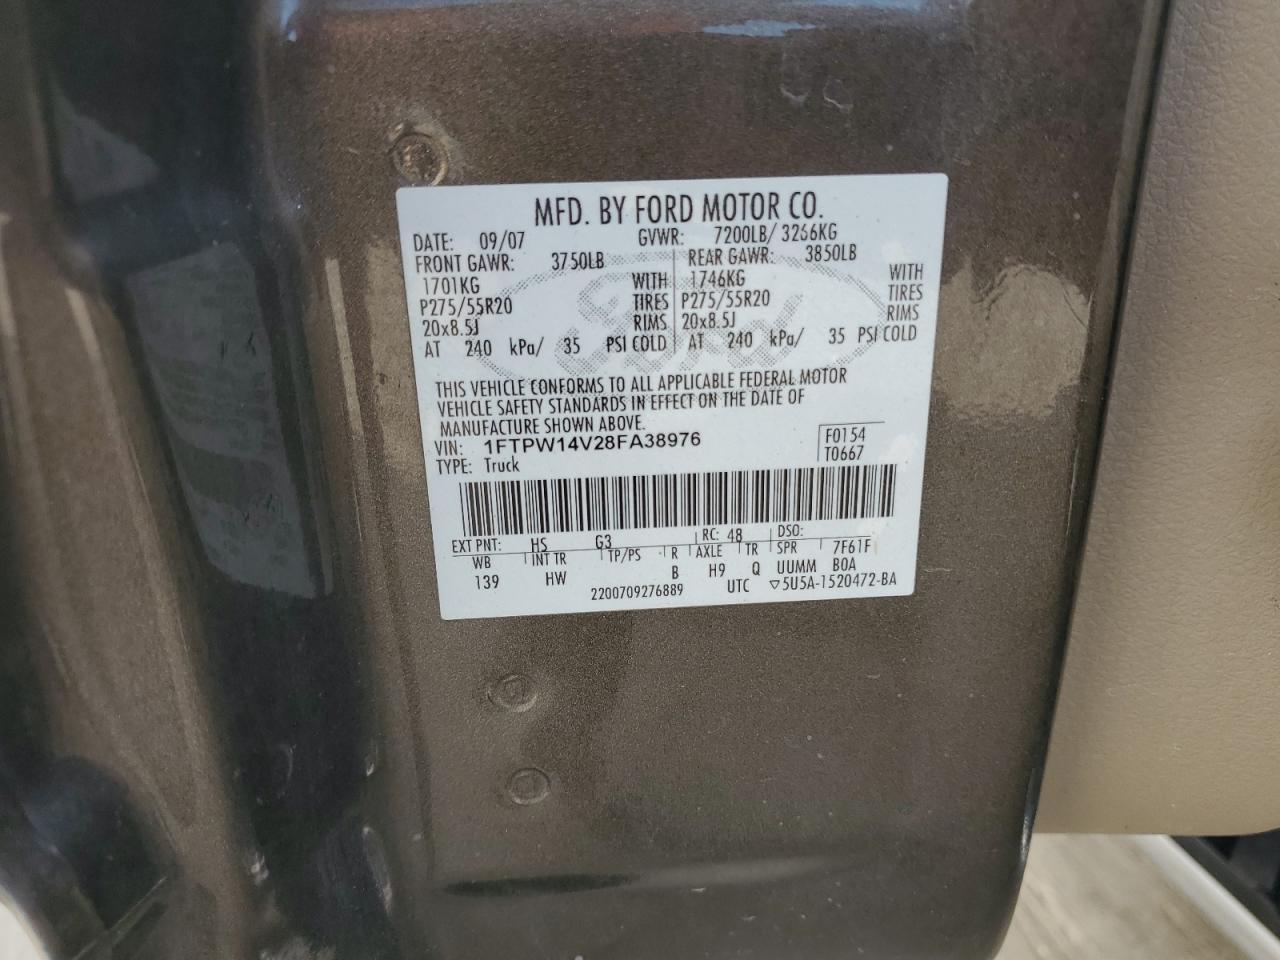 MFD. BY FORD MOTOR CO.
DATE: 09/07 GVWR: 7200LB/ 3266KG
FRONT GAWR: 3750LB REAR GAWR: 3850LB
1701KG WITH 1746KG WITH
P275/55R20 TIRES P275/55R20 TIRES
20x8.5J RIMS 20x8.5J RIMS
AT 240 kPa/ 35 PSI COLD AT 240 kPa/ 35 PSI COLD
Ford
THIS VEHICLE CONFORMS TO ALL APPLICABLE FEDERAL MOTOR
VEHICLE SAFETY STANDARDS IN EFFECT ON THE DATE OF
MANUFACTURE SHOWN ABOVE.
VIN: 1FTPW14V28FA38976 F0154
TYPE: Truck T0667
EXT PNT: HS G3 RC: 48 DSO:
WB INT TR TP/PS R AXLE TR SPR 7F61F
139 HW B H9 Q UUMM B0A
2200709276889 UTC ▽5U5A-1520472-BA